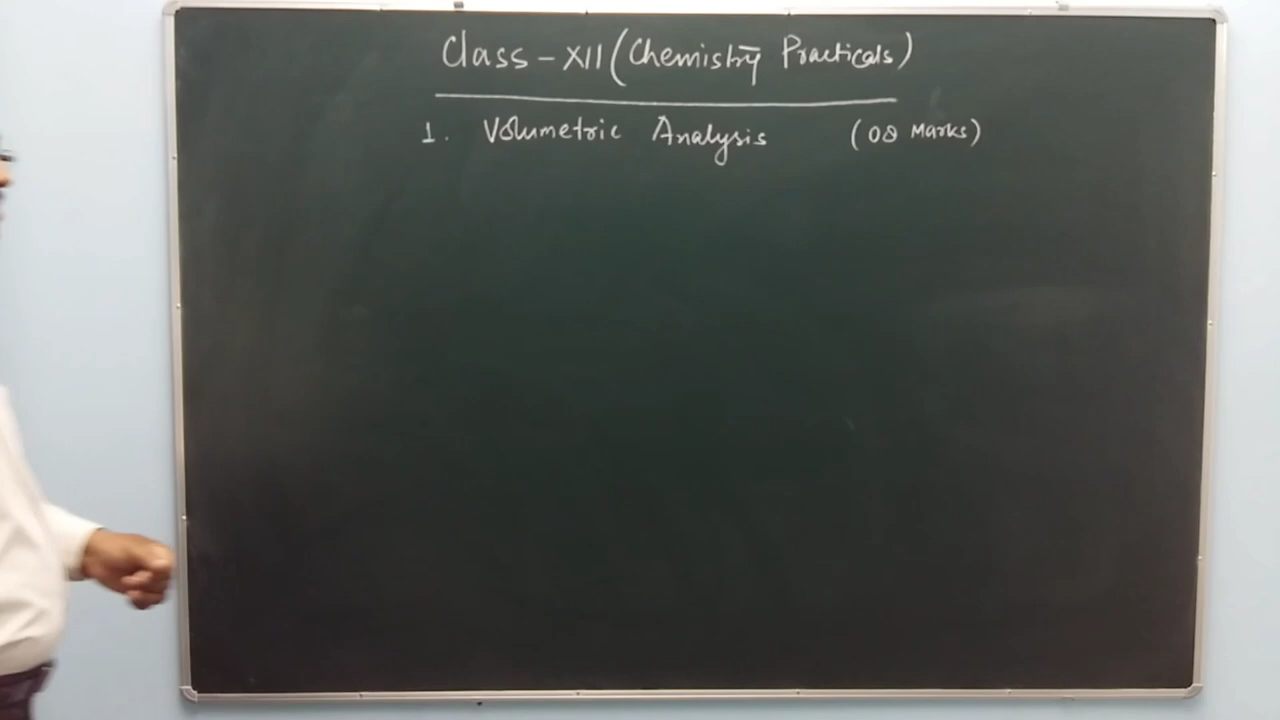 Class - XII (Chemistry Practicals)
1. Volumetric Analysis (08 Marks)